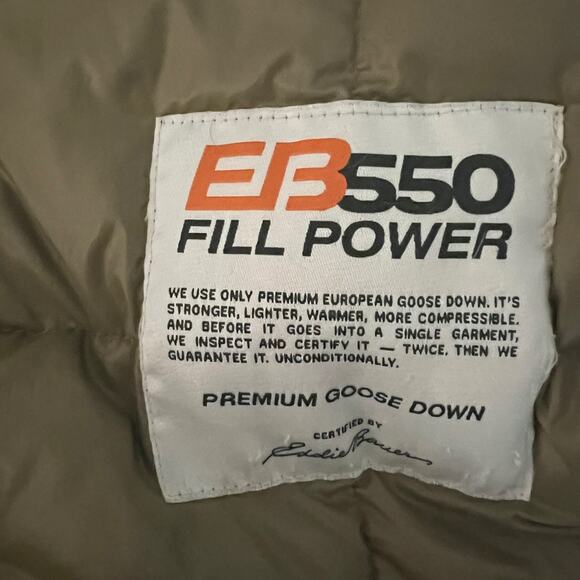 EB550
FILL POWER
WE USE ONLY PREMIUM EUROPEAN GOOSE DOWN. IT'S
STRONGER, LIGHTER, WARMER, MORE COMPRESSIBLE.
AND BEFORE IT GOES INTO A SINGLE GARMENT,
WE INSPECT AND CERTIFY IT — TWICE. THEN WE
GUARANTEE IT. UNCONDITIONALLY.
PREMIUM GOOSE DOWN
CERTIFIED BY
Eddie Bauer